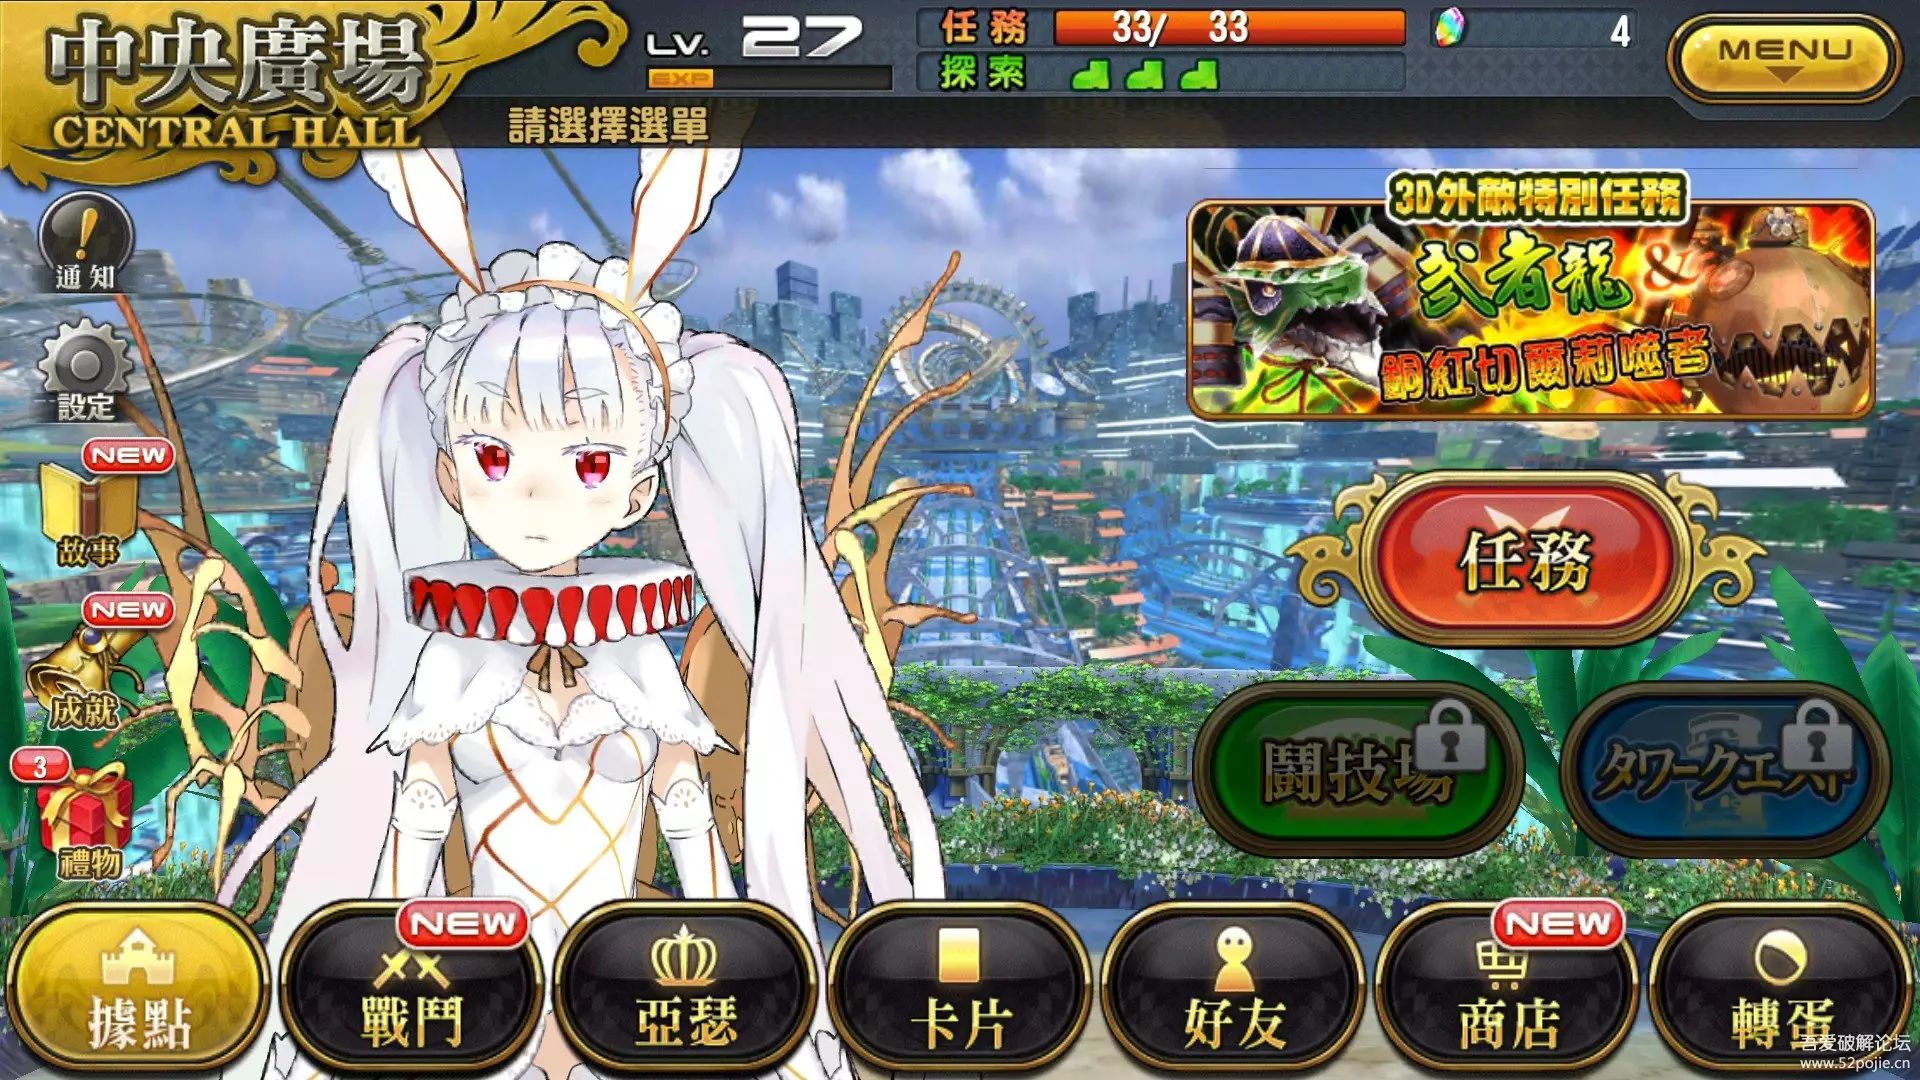 中央廣場
CENTRAL HALL
LV. 27
EXP
任務 33/ 33
4
MENU
探索
請選擇選單
通知
設定
NEW
故事
NEW
成就
3
禮物
3D外敵特別任務
武者龍 &
銅紅切爾莉噬者
任務
鬪技場
タワークエスト
據點
NEW
戰鬥
亞瑟
卡片
好友
NEW
商店
轉蛋
吾爱破解论坛
www.52pojie.cn